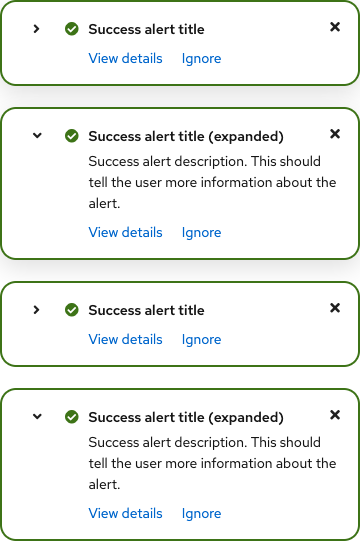 Success alert title
View details Ignore
Success alert title (expanded)
Success alert description. This should
tell the user more information about the
alert.
View details Ignore
Success alert title
View details Ignore
Success alert title (expanded)
Success alert description. This should
tell the user more information about the
alert.
View details Ignore